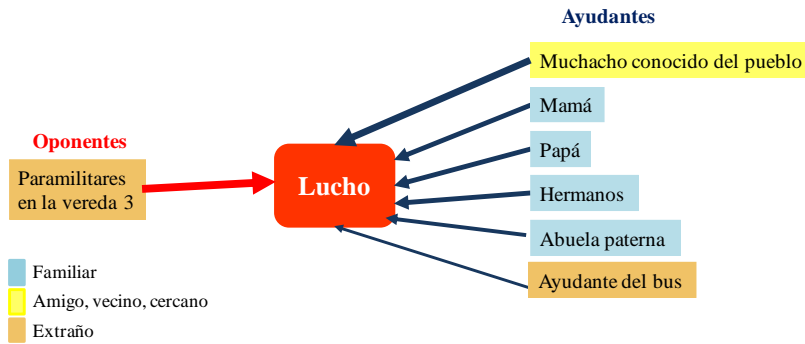 Ayudantes
Muchacho conocido del pueblo
Mamá
Oponentes
Papá
Paramilitares
en la vereda 3
Lucho
Hermanos
Abuela paterna
Ayudante del bus
Familiar
Amigo, vecino, cercano
Extraño